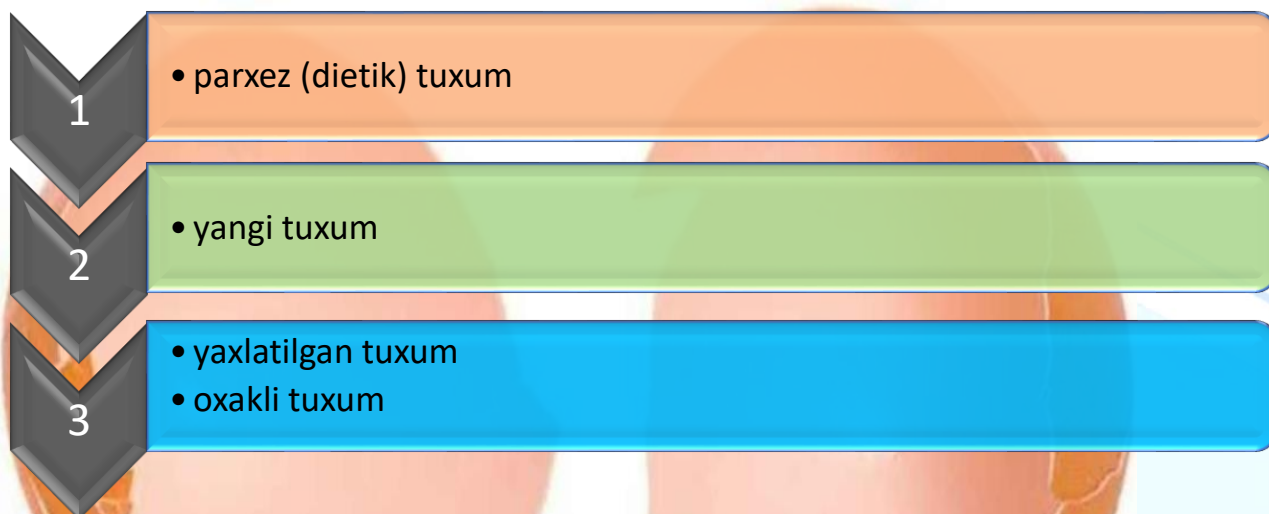 1
• parxez (dietik) tuxum
2
• yangi tuxum
3
• yaxlatilgan tuxum
• oxakli tuxum